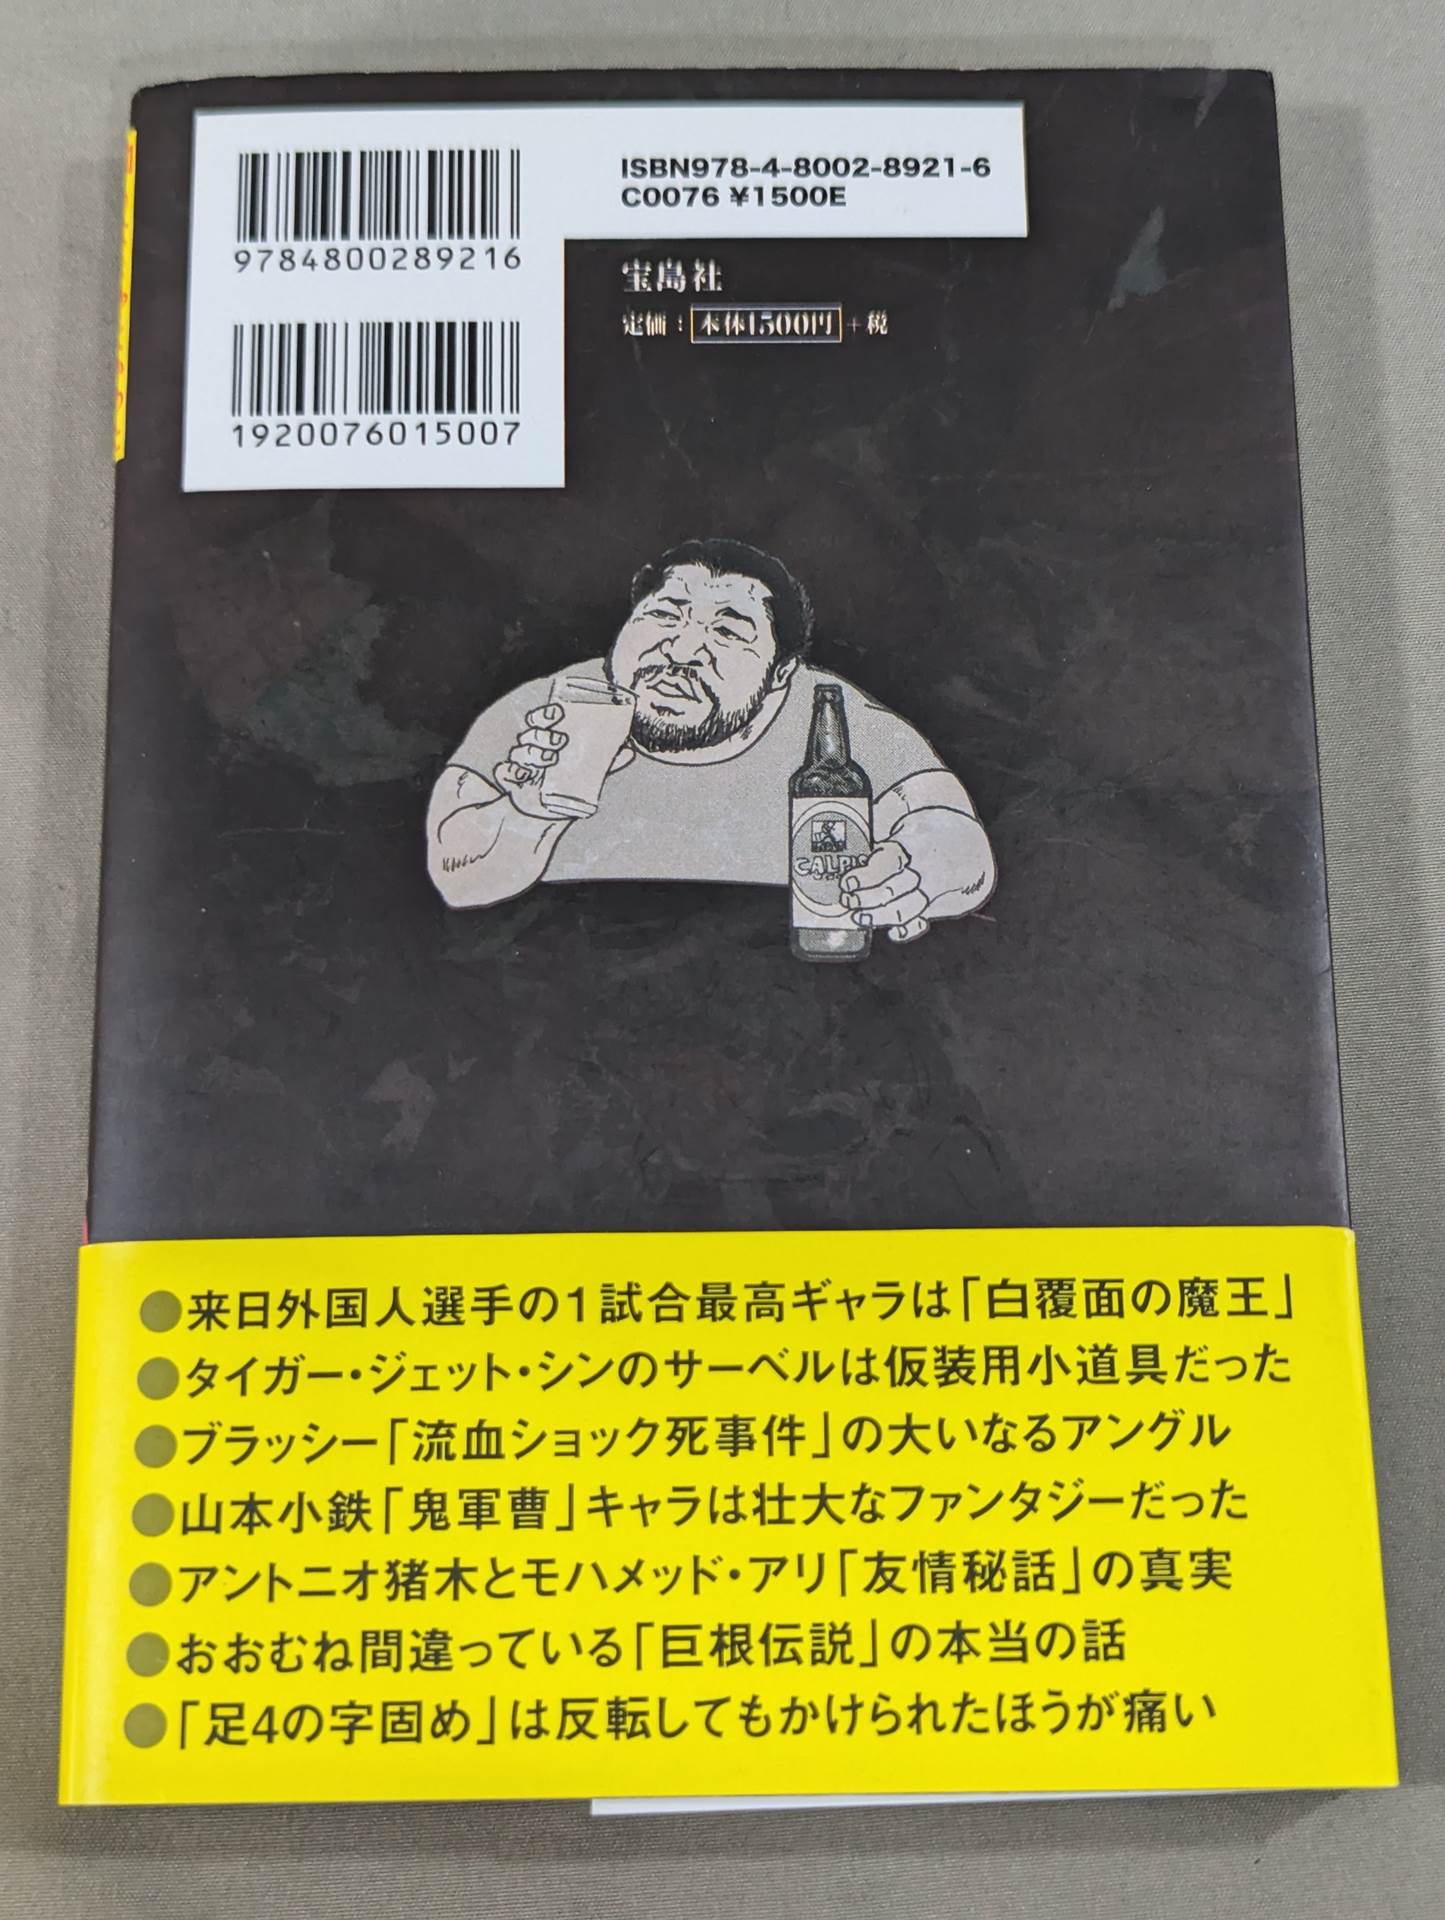 ISBN978-4-8002-8921-6
C0076 ¥1500E
9784800289216
1920076015007
宝島社
定価：本体1500円+税
CALPIS
●来日外国人選手の1試合最高ギャラは「白覆面の魔王」
●タイガー・ジェット・シンのサーベルは仮装用小道具だった
●ブラッシー「流血ショック死事件」の大いなるアングル
●山本小鉄「鬼軍曹」キャラは壮大なファンタジーだった
●アントニオ猪木とモハメッド・アリ「友情秘話」の真実
●おおむね間違っている「巨根伝説」の本当の話
●「足4の字固め」は反転してもかけられたほうが痛い